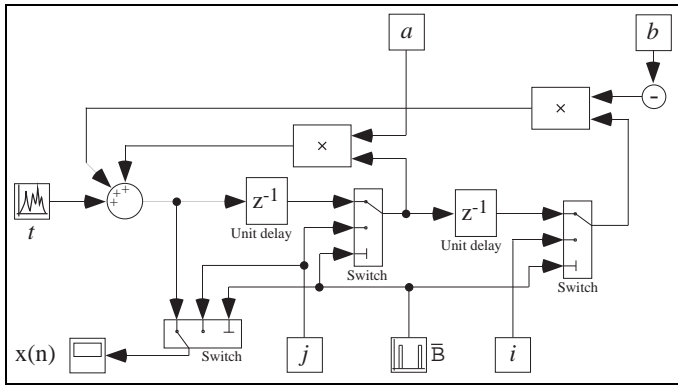 a
b
-
×
×
+
+
+
t
z-1
Unit delay
z-1
Unit delay
Switch
Switch
x(n)
Switch
j
B̅
i